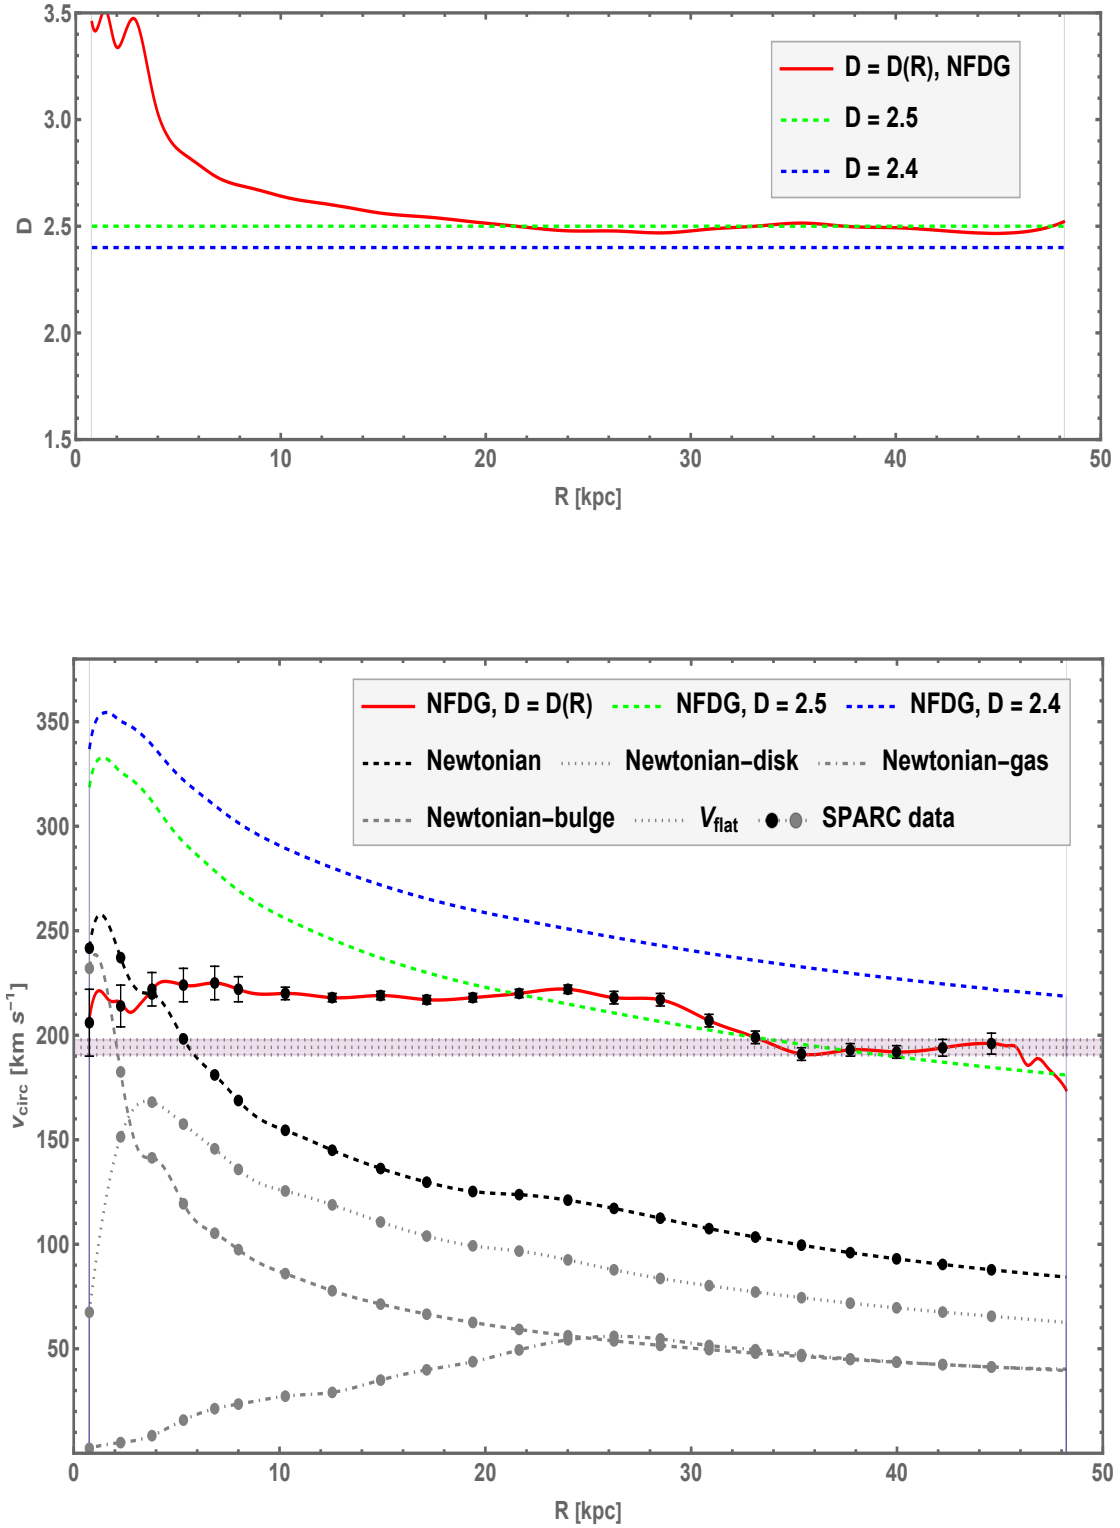 3.5
3.0
2.5
2.0
1.5
D
D = D(R), NFDG
D = 2.5
D = 2.4
0 10 20 30 40 50
R [kpc]
350
300
250
200
150
100
50
v_circ [km s⁻¹]
NFDG, D = D(R) NFDG, D = 2.5 NFDG, D = 2.4
Newtonian Newtonian−disk Newtonian−gas
Newtonian−bulge V_flat SPARC data
0 10 20 30 40 50
R [kpc]